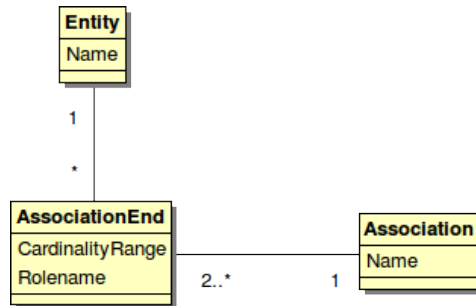 Entity
Name
1
*
AssociationEnd
CardinalityRange
Rolename
2..*
1
Association
Name